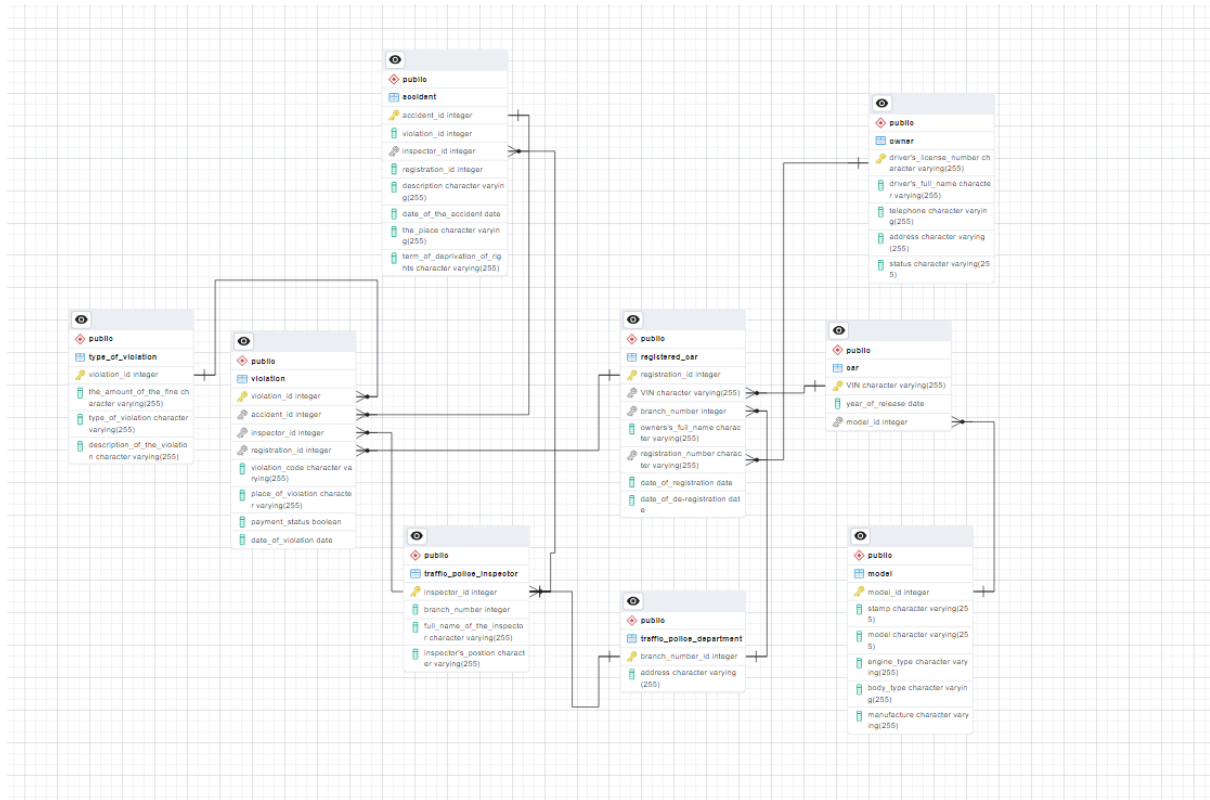 public
accident
accident_id integer
violation_id integer
inspector_id integer
registration_id integer
description character varyin
g(255)
date_of_the_accident date
the_place character varyin
g(255)
term_of_deprivation_of_rig
hts character varying(255)
public
owner
driver's_license_number ch
aracter varying(255)
driver's_full_name characte
r varying(255)
telephone character varyin
g(255)
address character varying
(255)
status character varying(25
5)
public
type_of_violation
violation_id integer
the_amount_of_the_fine ch
aracter varying(255)
type_of_violation character
varying(255)
description_of_the_violatio
n character varying(255)
public
violation
violation_id integer
accident_id integer
inspector_id integer
registration_id integer
violation_code character va
rying(255)
place_of_violation characte
r varying(255)
payment_status boolean
date_of_violation date
public
registered_car
registration_id integer
VIN character varying(255)
branch_number integer
owners's_full_name charac
ter varying(255)
registration_number charac
ter varying(255)
date_of_registration date
date_of_de-registration dat
e
public
car
VIN character varying(255)
year_of_release date
model_id integer
public
traffic_police_inspector
inspector_id integer
branch_number integer
full_name_of_the_inspecto
r character varying(255)
inspector's_postion charact
er varying(255)
public
traffic_police_department
branch_number_id integer
address character varying
(255)
public
model
model_id integer
stamp character varying(25
5)
model character varying(25
5)
engine_type character vary
ing(255)
body_type character varyin
g(255)
manufacture character vary
ing(255)